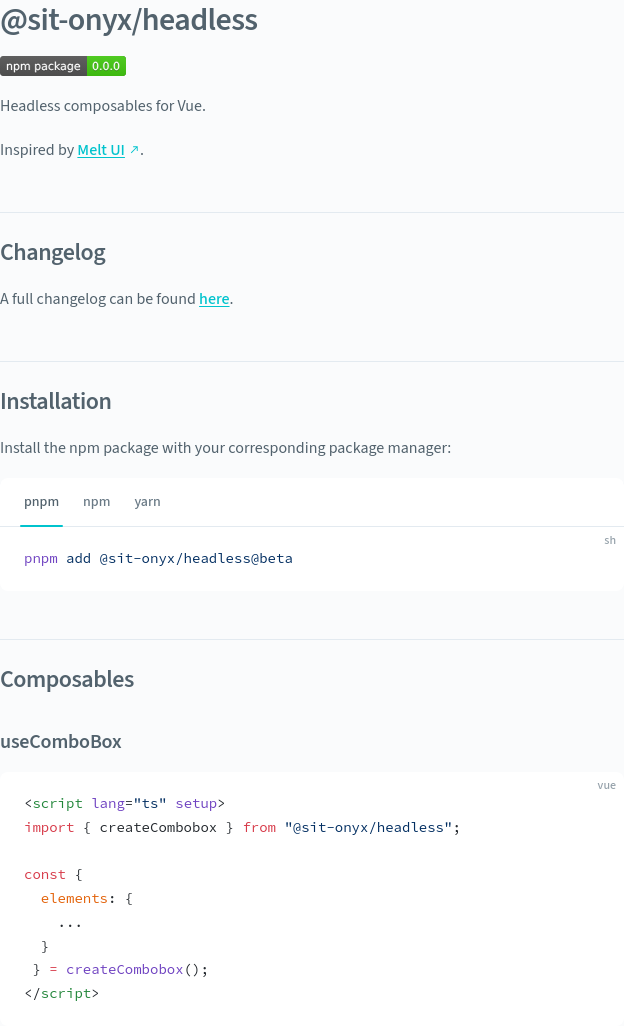 @sit-onyx/headless
npm package 0.0.0
Headless composables for Vue.
Inspired by Melt UI ↗.
Changelog
A full changelog can be found here.
Installation
Install the npm package with your corresponding package manager:
pnpm npm yarn
sh
pnpm add @sit-onyx/headless@beta
Composables
useComboBox
vue
<script lang="ts" setup>
import { createCombobox } from "@sit-onyx/headless";
const {
  elements: {
    ...
  }
 } = createCombobox();
</script>